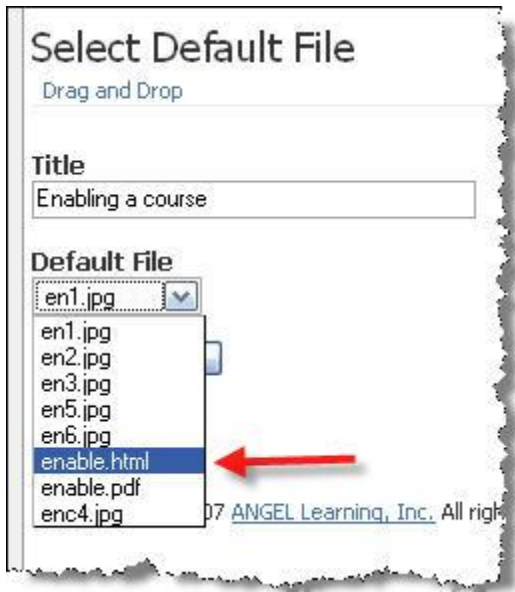 Select Default File
Drag and Drop
Title
Enabling a course
Default File
en1.jpg
en1.jpg
en2.jpg
en3.jpg
en5.jpg
en6.jpg
enable.html
enable.pdf
enc4.jpg
07 ANGEL Learning, Inc. All